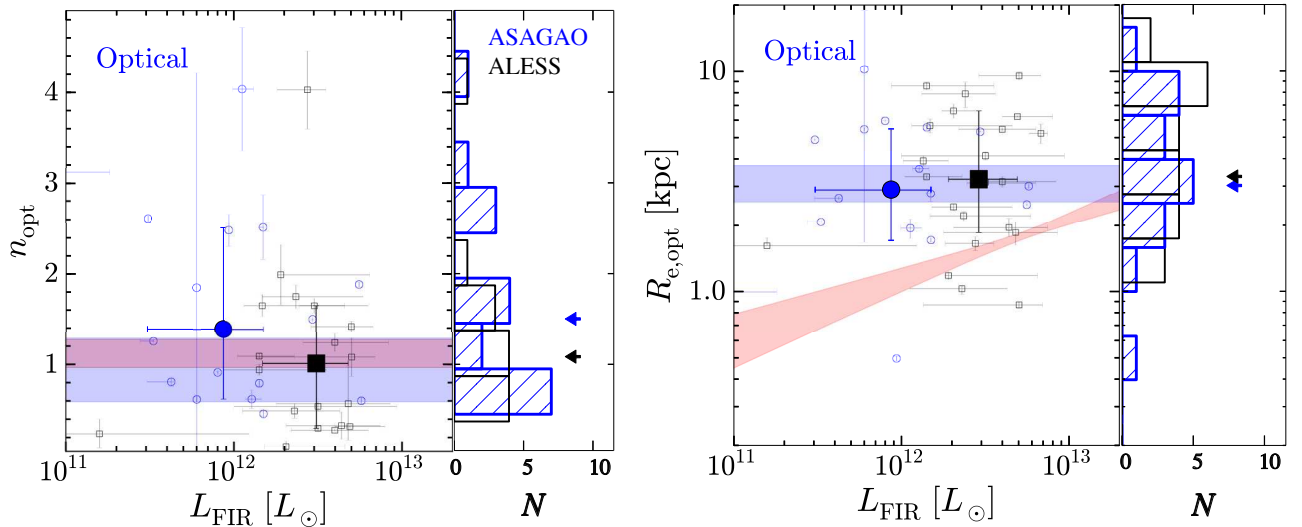 Optical
ASAGAO
ALESS
4
3
2
1
n_opt
10^11
10^12
10^13
L_FIR [L_⊙]
0
5
10
N
Optical
10
1.0
R_e,opt [kpc]
10^11
10^12
10^13
L_FIR [L_⊙]
0
5
10
N